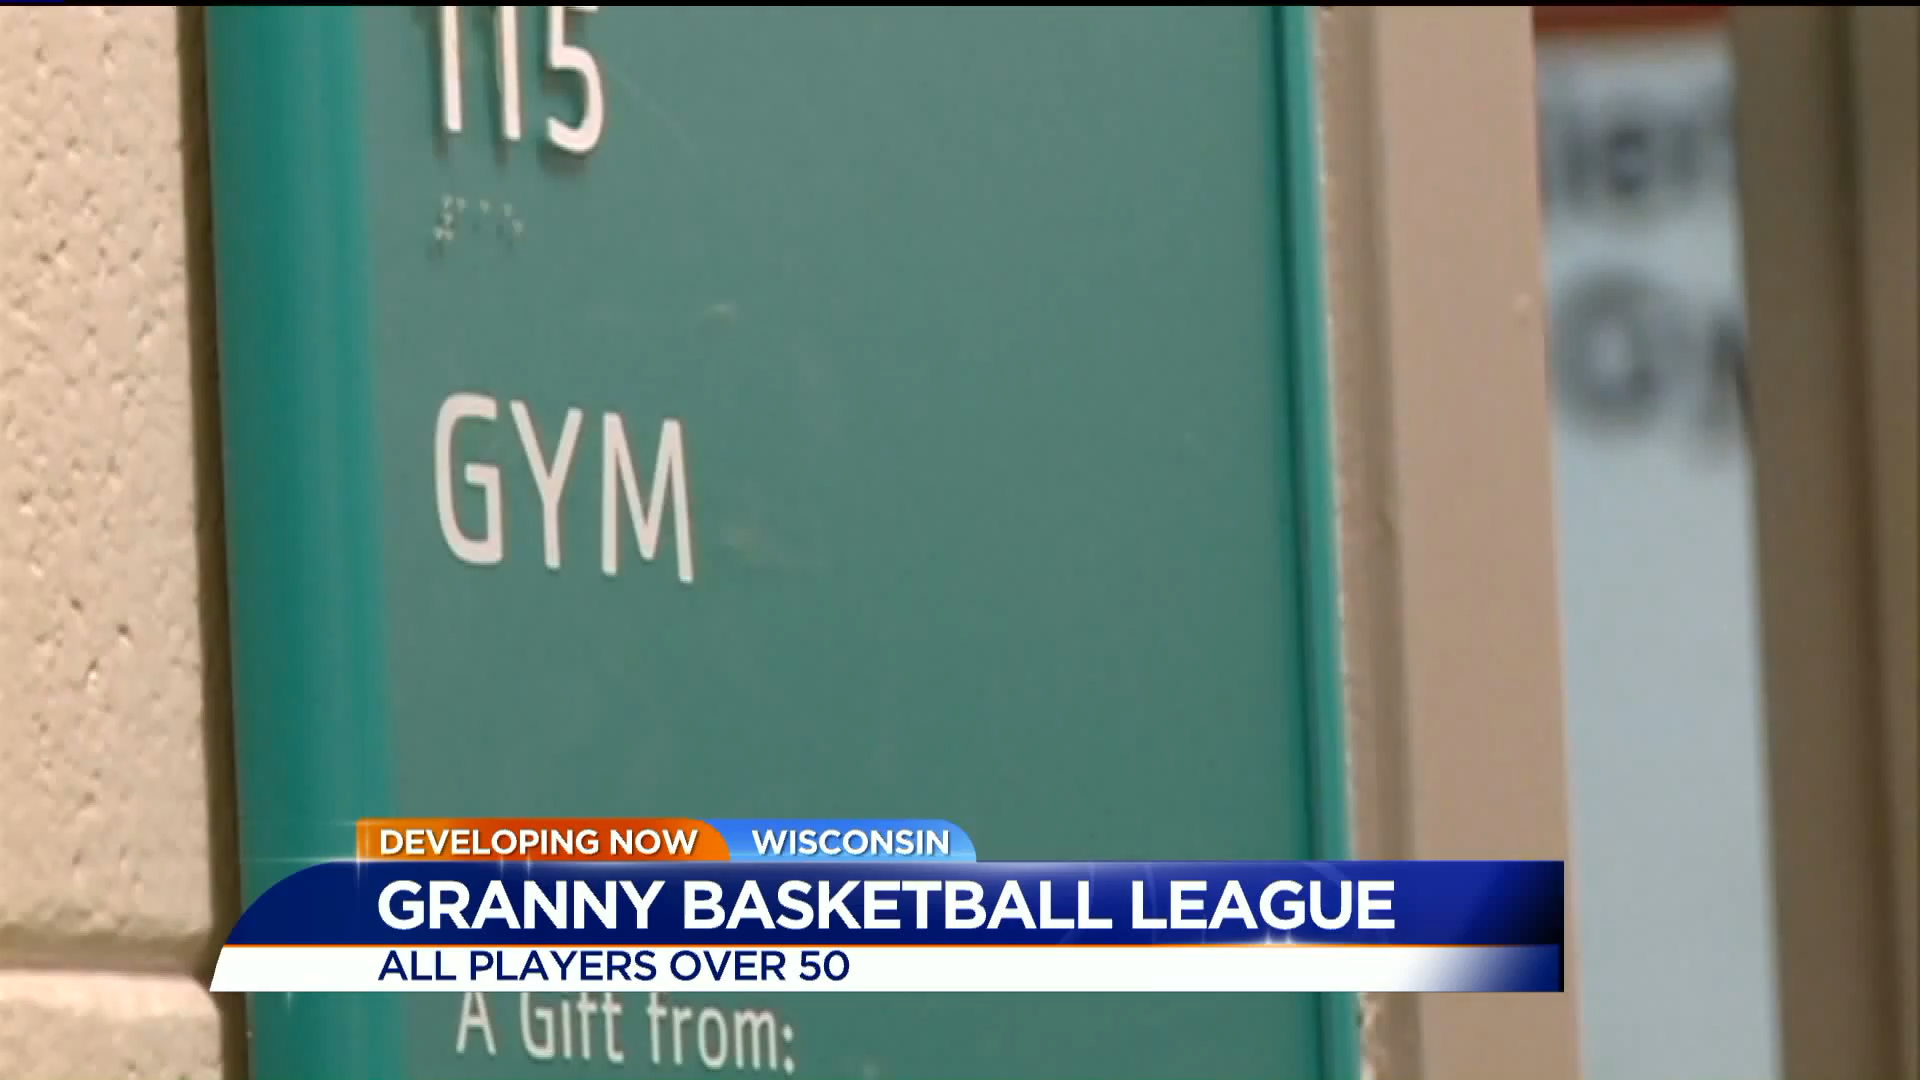 115
GYM
DEVELOPING NOW WISCONSIN
GRANNY BASKETBALL LEAGUE
ALL PLAYERS OVER 50
A Gift from: